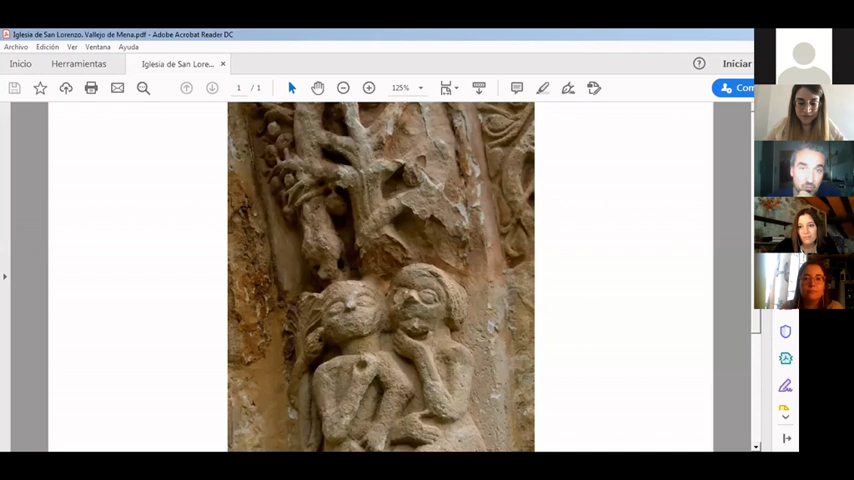 Iglesia de San Lorenzo. Vallejo de Mena.pdf - Adobe Acrobat Reader DC
Archivo Edición Ver Ventana Ayuda
Inicio Herramientas Iglesia de San Lore... × Iniciar
1 / 1 125% Com